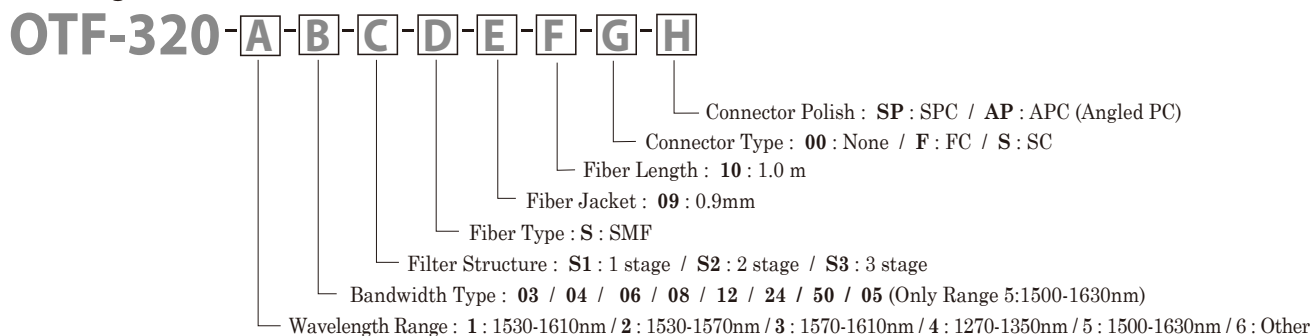 OTF-320-A-B-C-D-E-F-G-H
Connector Polish : SP : SPC / AP : APC (Angled PC)
Connector Type : 00 : None / F : FC / S : SC
Fiber Length : 10 : 1.0 m
Fiber Jacket : 09 : 0.9mm
Fiber Type : S : SMF
Filter Structure : S1 : 1 stage / S2 : 2 stage / S3 : 3 stage
Bandwidth Type : 03 / 04 / 06 / 08 / 12 / 24 / 50 / 05 (Only Range 5:1500-1630nm)
Wavelength Range : 1 : 1530-1610nm / 2 : 1530-1570nm / 3 : 1570-1610nm / 4 : 1270-1350nm / 5 : 1500-1630nm / 6 : Other